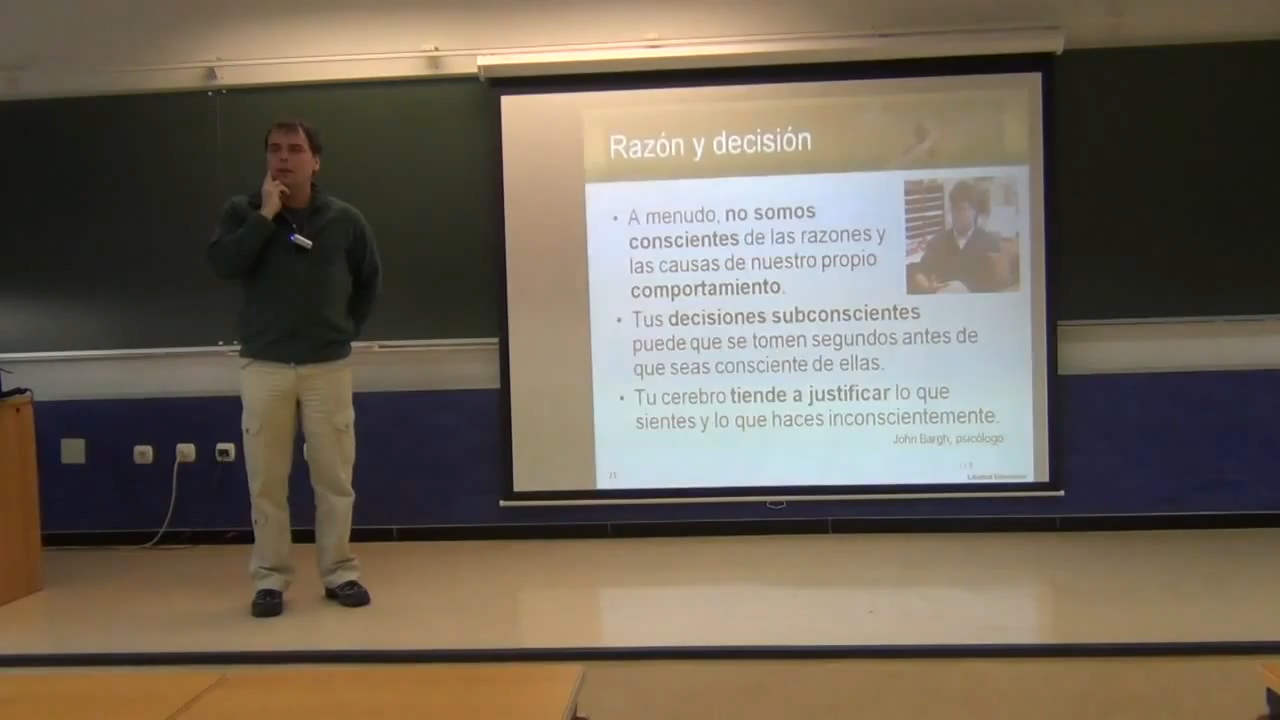 Razón y decisión
• A menudo, no somos
conscientes de las razones y
las causas de nuestro propio
comportamiento.
• Tus decisiones subconscientes
puede que se tomen segundos antes de
que seas consciente de ellas.
• Tu cerebro tiende a justificar lo que
sientes y lo que haces inconscientemente.
John Bargh, psicólogo